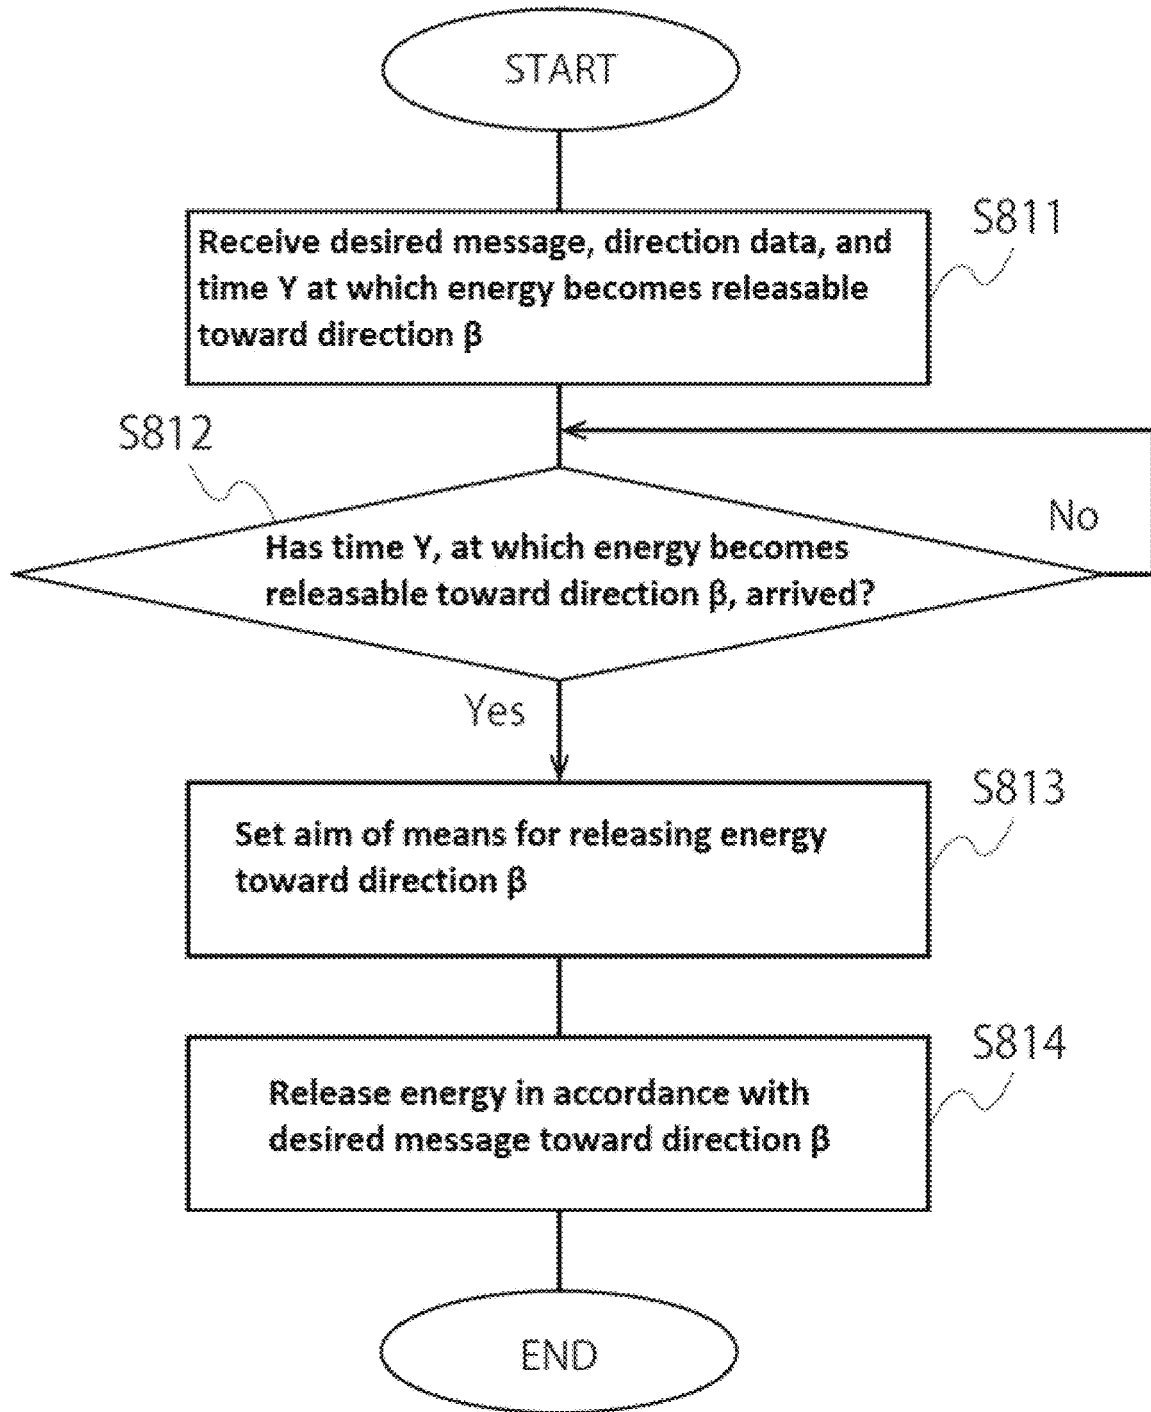 START
S811
Receive desired message, direction data, and
time Y at which energy becomes releasable
toward direction β
S812
No
Has time Y, at which energy becomes
releasable toward direction β, arrived?
Yes
S813
Set aim of means for releasing energy
toward direction β
S814
Release energy in accordance with
desired message toward direction β
END